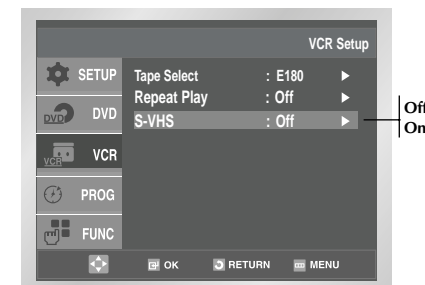 VCR Setup
SETUP
Tape Select : E180
Repeat Play : Off
DVD DVD
S-VHS : Off
Off
On
VCR VCR
PROG
FUNC
OK RETURN MENU